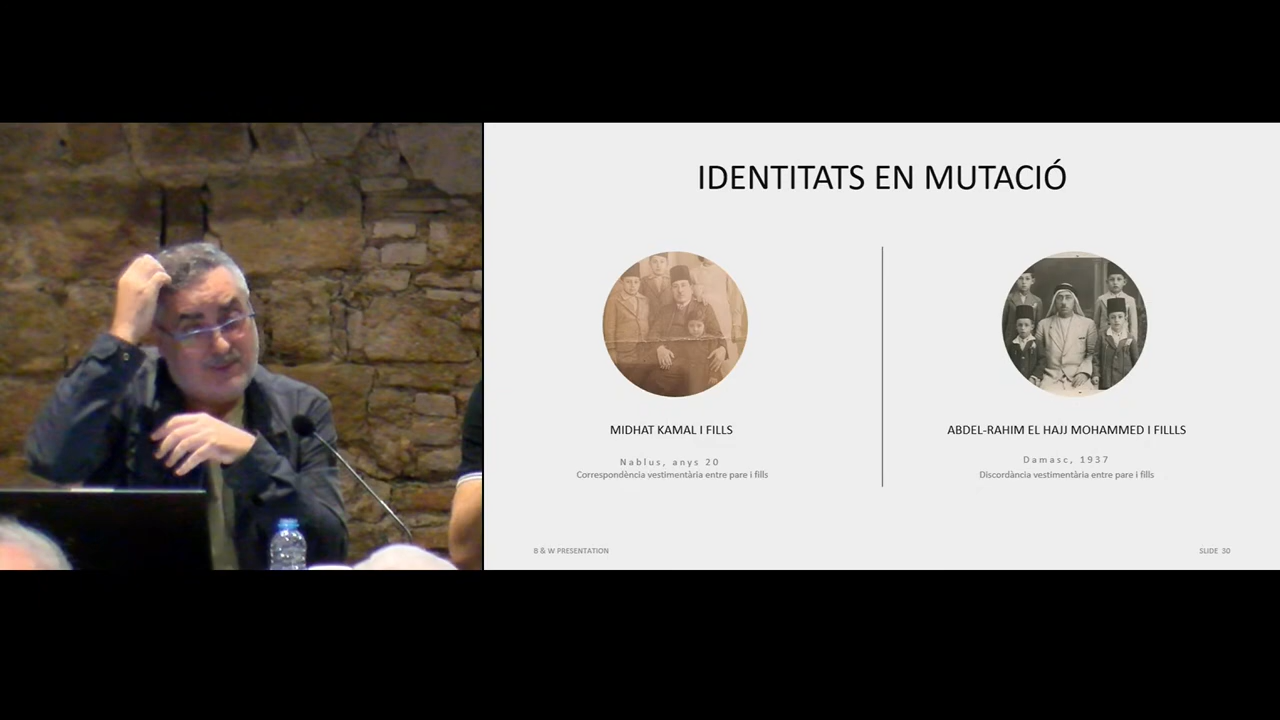 IDENTITATS EN MUTACIÓ
MIDHAT KAMAL I FILLS
Nablus, anys 20
Correspondència vestimentària entre pare i fills
ABDEL-RAHIM EL HAJJ MOHAMMED I FILLLS
Damasc, 1937
Discordància vestimentària entre pare i fills
B & W PRESENTATION
SLIDE 30